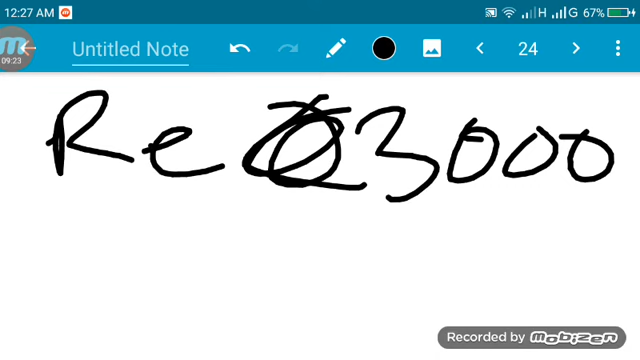 12:27 AM H G 67%
09:23 Untitled Note 24
Re 3000
Recorded by mobizen